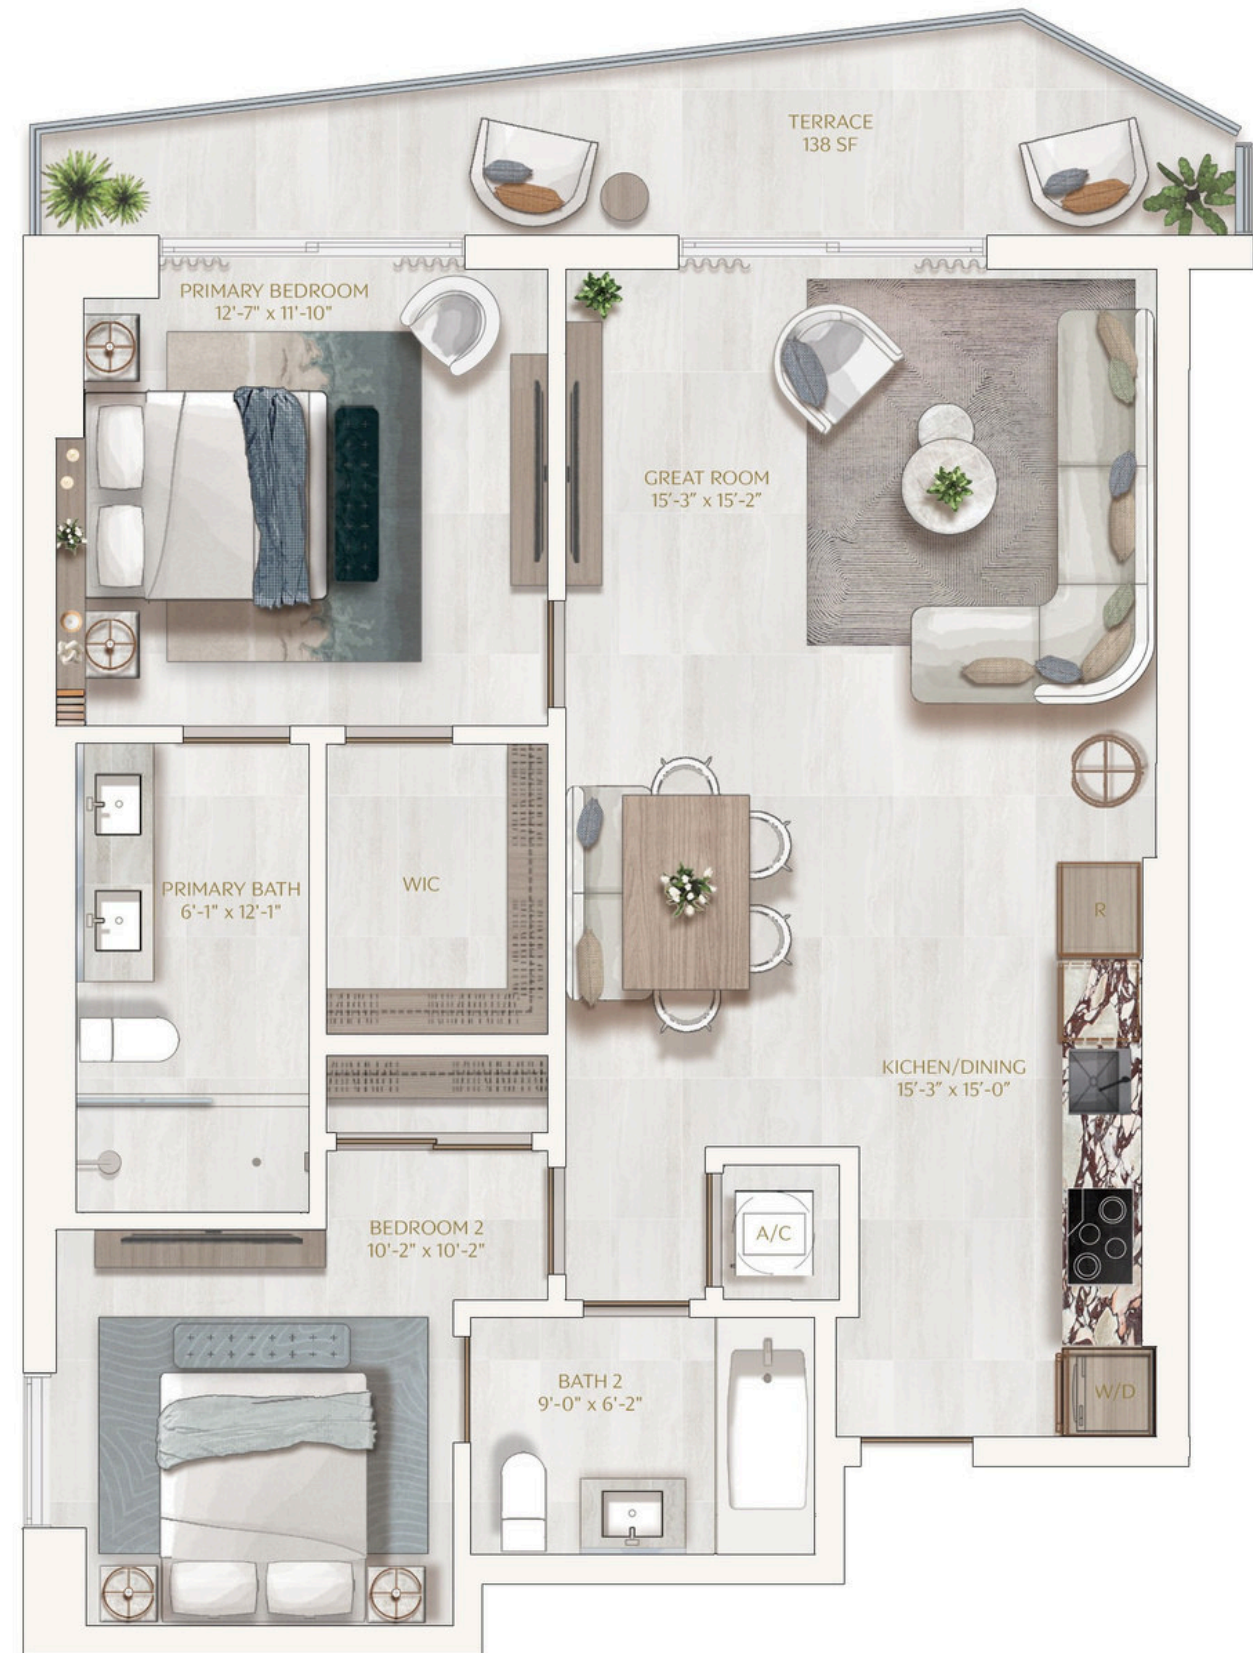 TERRACE
138 SF
PRIMARY BEDROOM
12'-7" x 11'-10"
GREAT ROOM
15'-3" x 15'-2"
PRIMARY BATH
6'-1" x 12'-1"
WIC
R
KICHEN/DINING
15'-3" x 15'-0"
BEDROOM 2
10'-2" x 10'-2"
A/C
BATH 2
9'-0" x 6'-2"
W/D